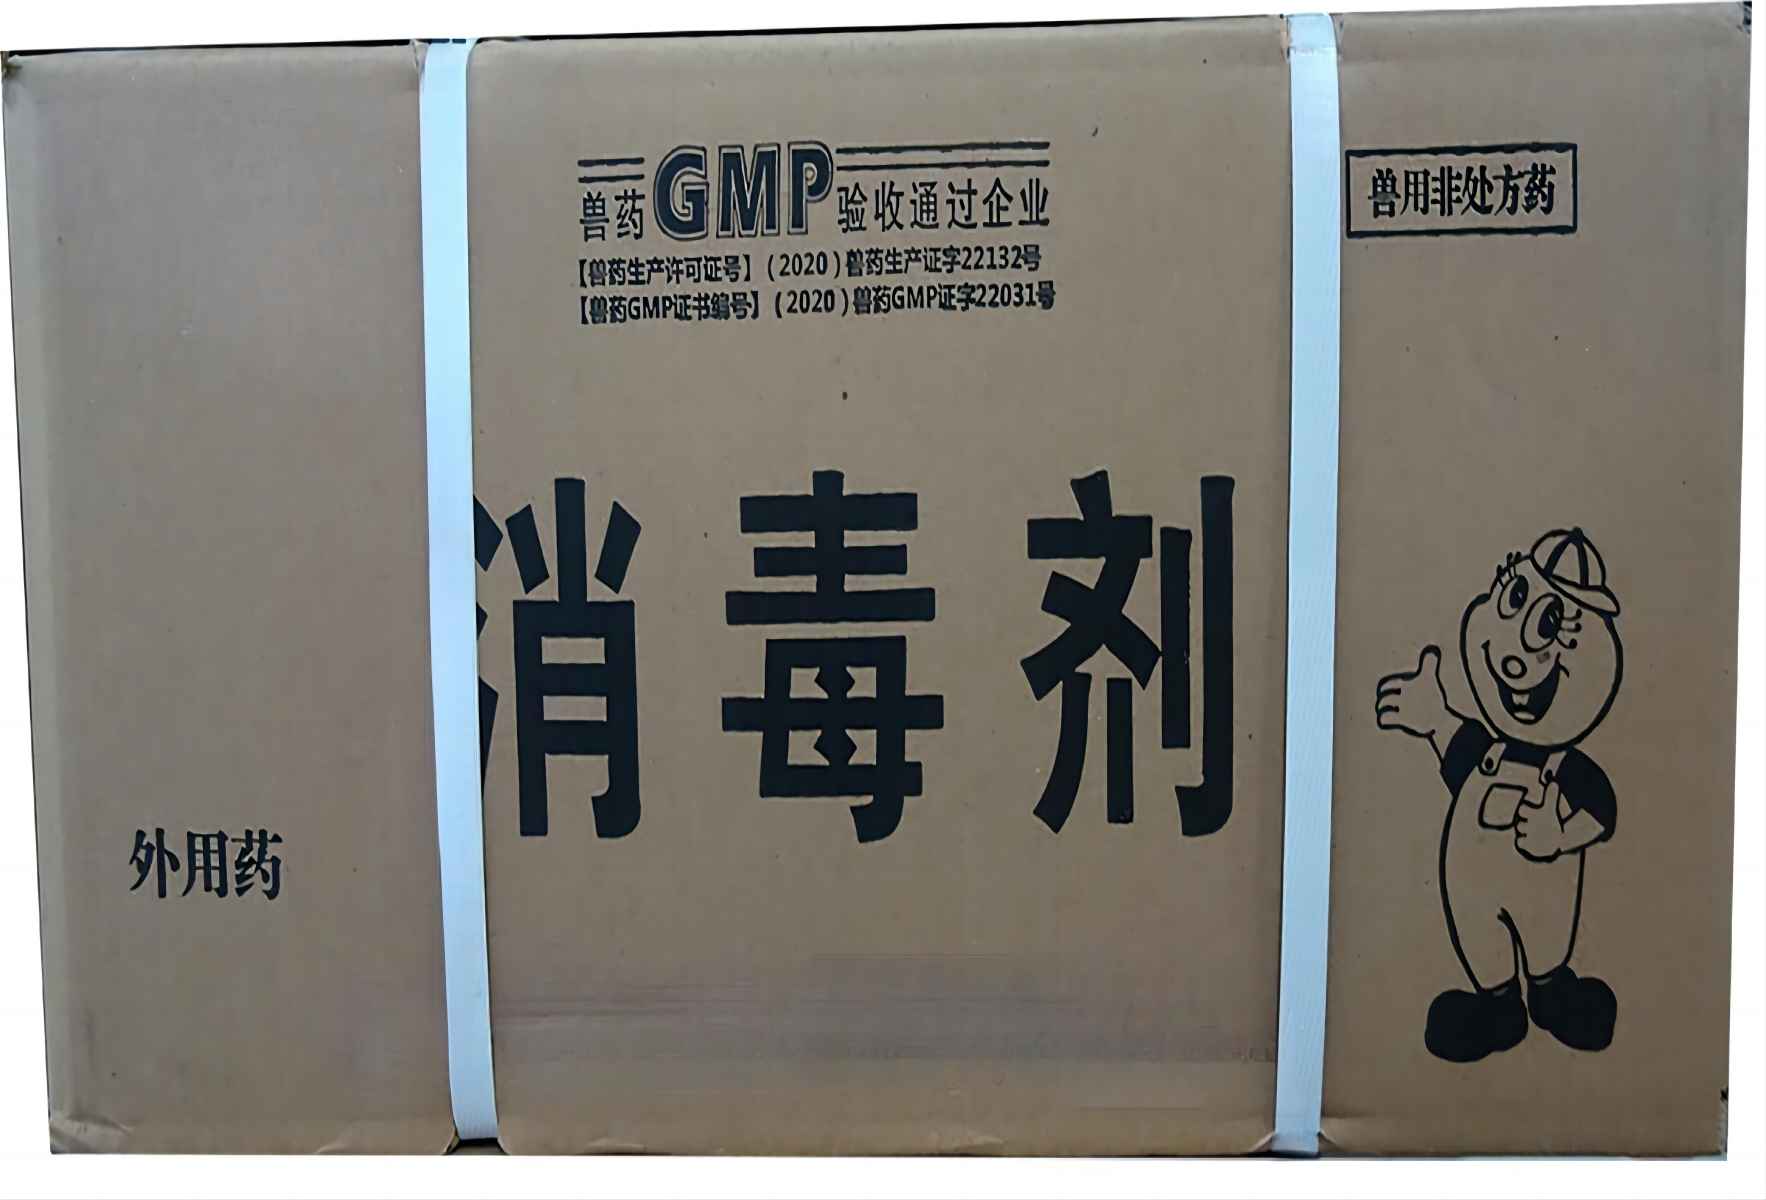 兽药GMP验收通过企业
【兽药生产许可证号】(2020)兽药生产证字22132号
【兽药GMP证书编号】(2020)兽药GMP证字22031号
兽用非处方药
消毒剂
外用药